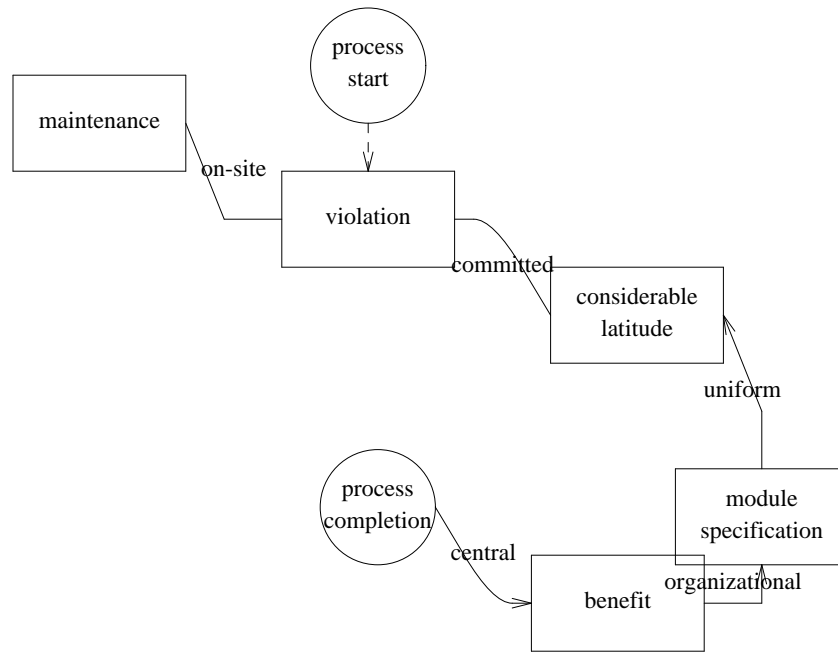 process
start
maintenance
on-site
violation
committed
considerable
latitude
uniform
process
completion
module
specification
central
organizational
benefit